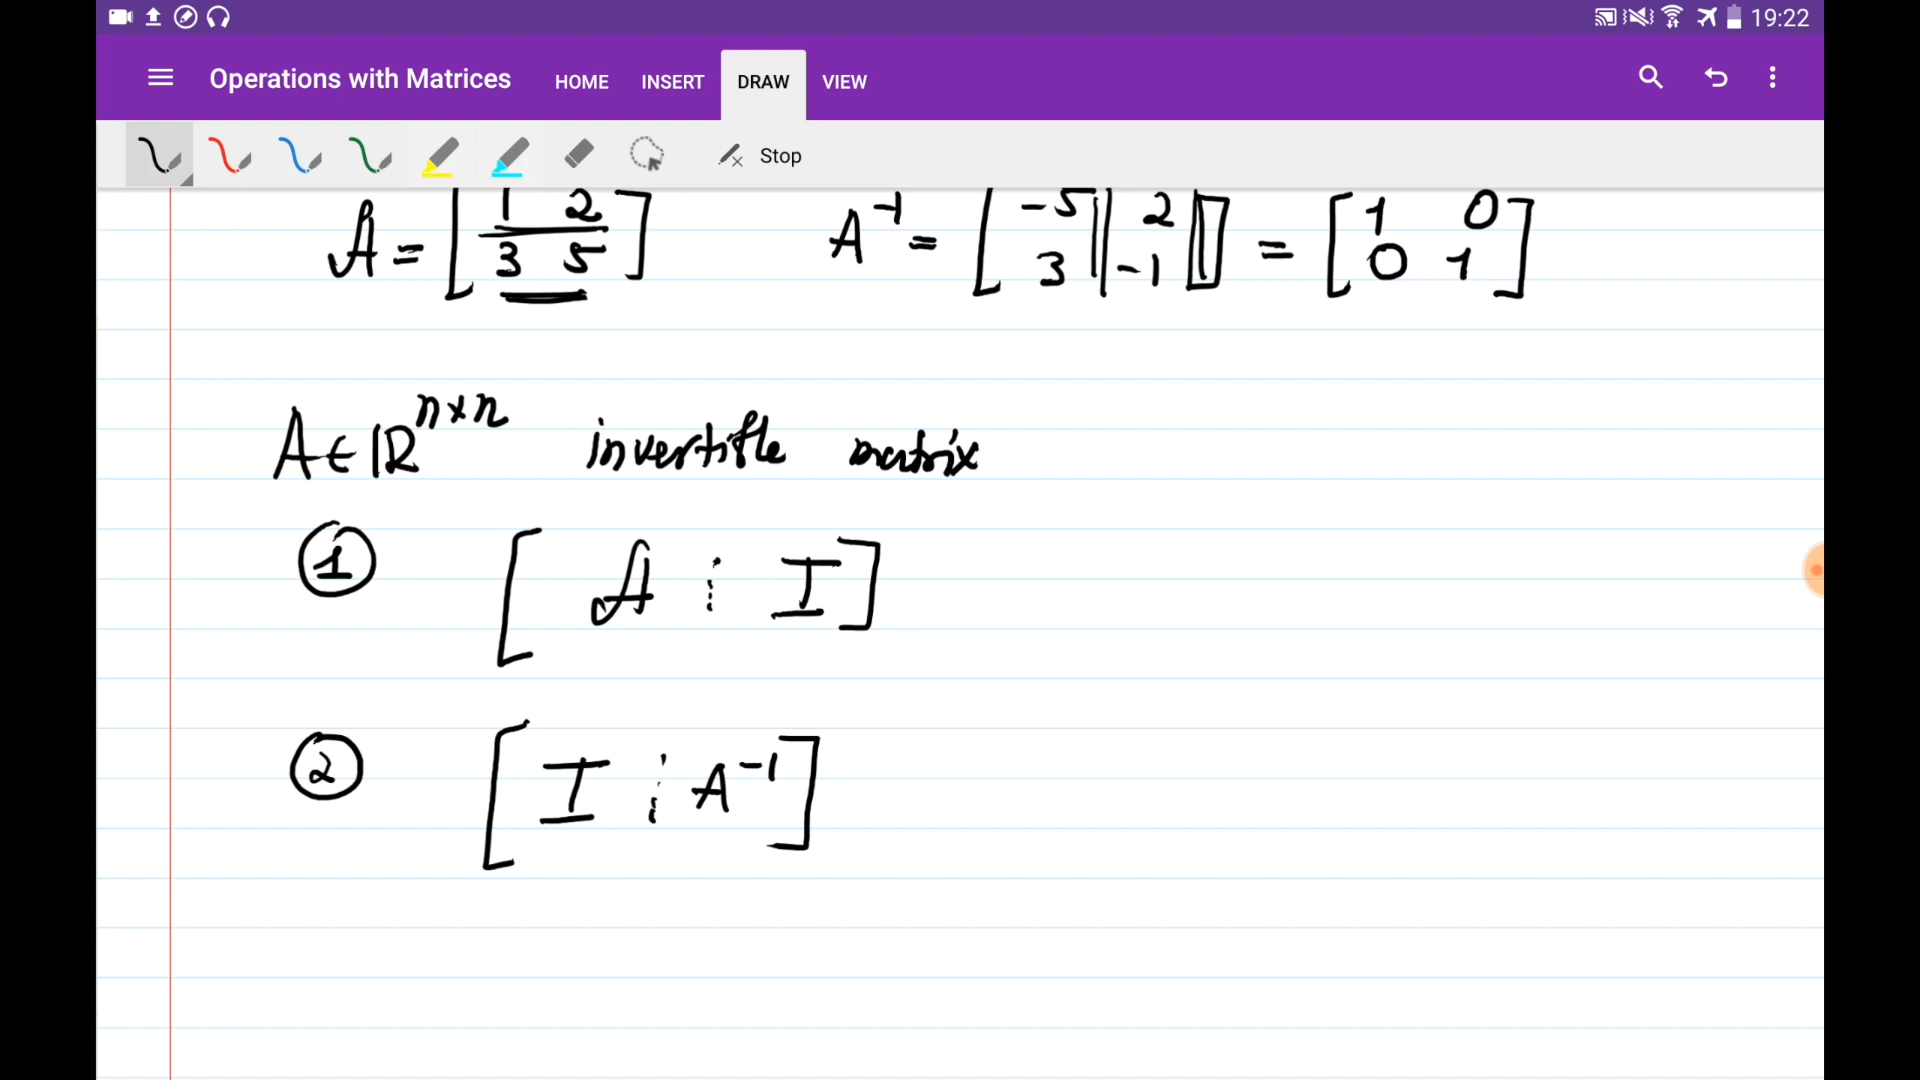 19:22
Operations with Matrices HOME INSERT DRAW VIEW
Stop
A = [1 2 3 5] A⁻¹ = [-5 2 3 -1] = [1 0 0 1]
A ∈ ℝⁿˣⁿ invertible matrix
① [A ⋮ I]
② [I ⋮ A⁻¹]